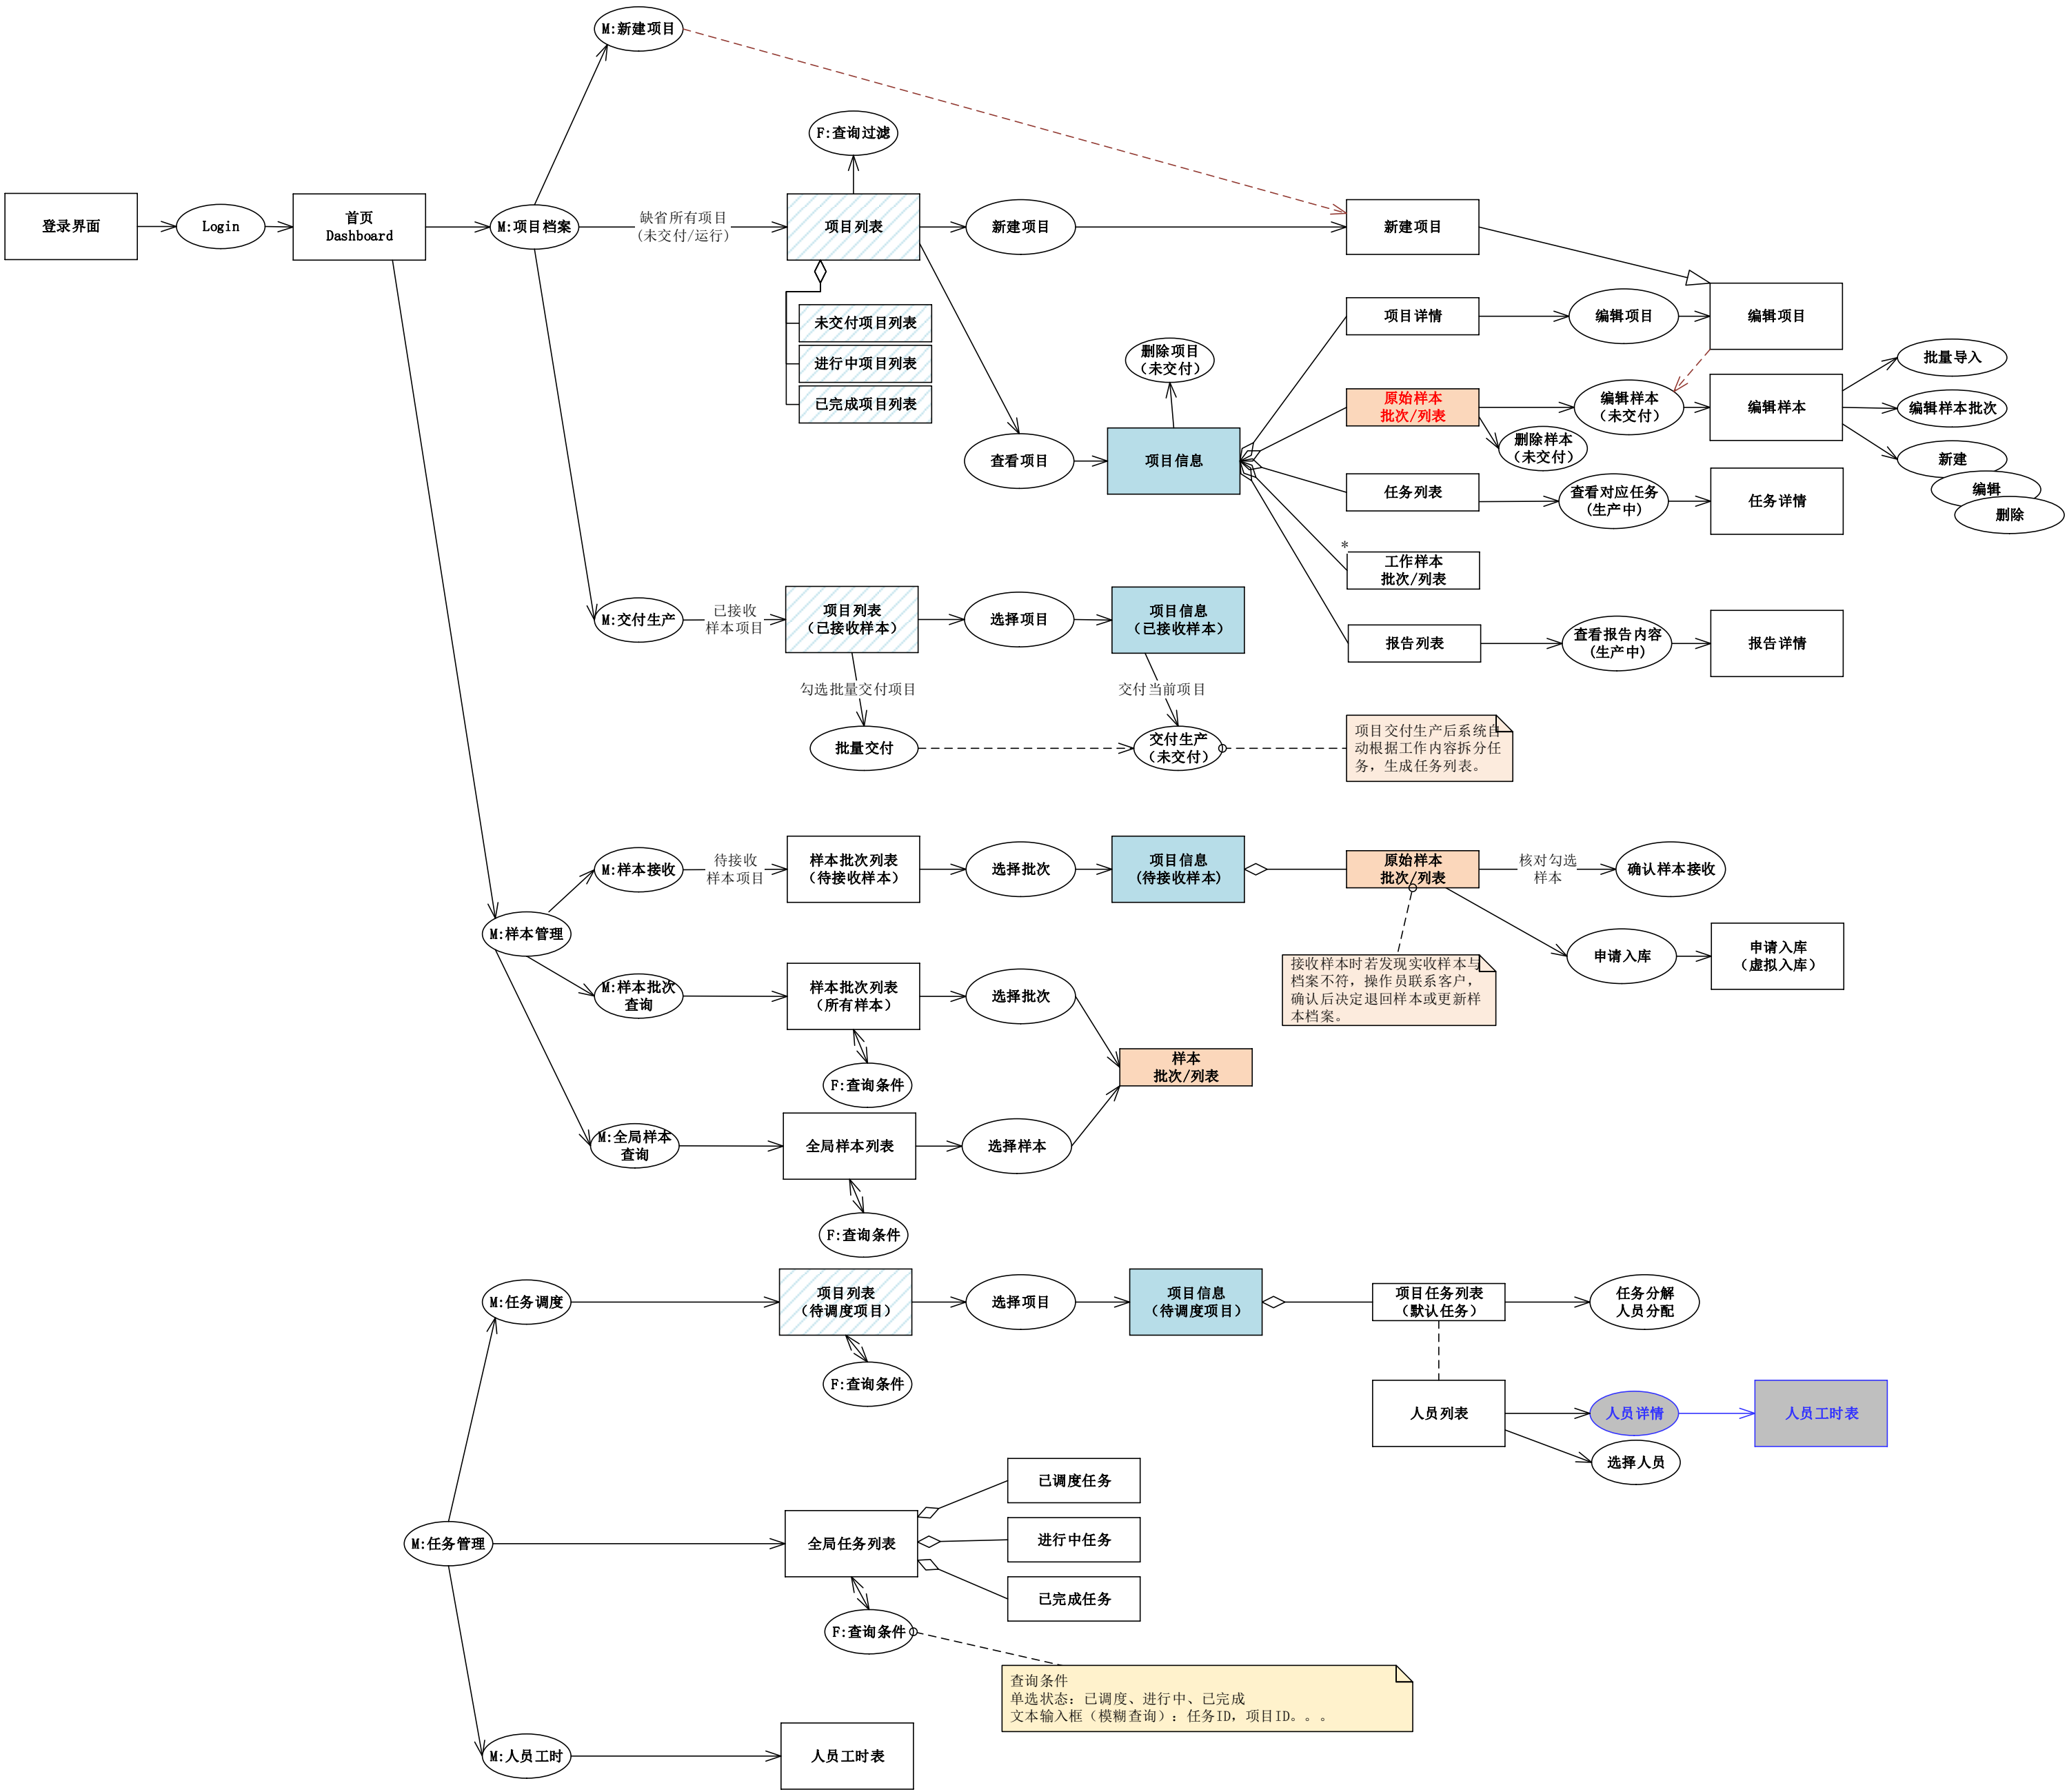 M:新建项目
F:查询过滤
登录界面
Login
首页
Dashboard
M:项目档案
缺省所有项目
(未交付/运行)
项目列表
新建项目
新建项目
未交付项目列表
进行中项目列表
已完成项目列表
项目详情
编辑项目
编辑项目
删除项目
（未交付）
原始样本
批次/列表
编辑样本
（未交付）
编辑样本
批量导入
编辑样本批次
删除样本
（未交付）
新建
编辑
删除
查看项目
项目信息
任务列表
查看对应任务
(生产中)
任务详情
*
工作样本
批次/列表
M:交付生产
已接收
样本项目
项目列表
（已接收样本）
选择项目
项目信息
（已接收样本）
报告列表
查看报告内容
(生产中)
报告详情
勾选批量交付项目
交付当前项目
批量交付
交付生产
（未交付）
项目交付生产后系统自
动根据工作内容拆分任
务，生成任务列表。
M:样本接收
待接收
样本项目
样本批次列表
（待接收样本）
选择批次
项目信息
(待接收样本)
原始样本
批次/列表
核对勾选
样本
确认样本接收
M:样本管理
申请入库
申请入库
（虚拟入库）
接收样本时若发现实收样本与
档案不符，操作员联系客户，
确认后决定退回样本或更新样
本档案。
M:样本批次
查询
样本批次列表
（所有样本）
选择批次
F:查询条件
样本
批次/列表
M:全局样本
查询
全局样本列表
选择样本
F:查询条件
M:任务调度
项目列表
（待调度项目）
选择项目
项目信息
（待调度项目）
项目任务列表
（默认任务）
任务分解
人员分配
F:查询条件
人员列表
人员详情
人员工时表
选择人员
M:任务管理
全局任务列表
已调度任务
进行中任务
已完成任务
F:查询条件
查询条件
单选状态：已调度、进行中、已完成
文本输入框（模糊查询）：任务ID，项目ID。。。
M:人员工时
人员工时表